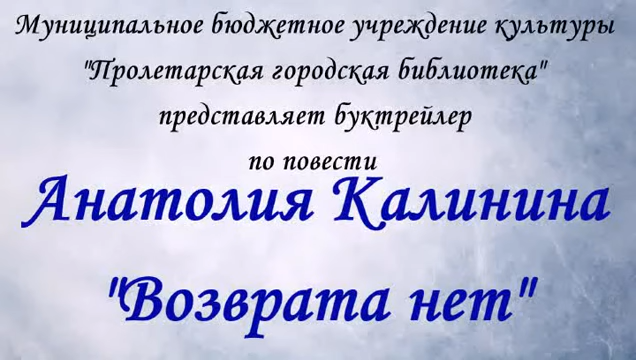 Муниципальное бюджетное учреждение культуры
"Пролетарская городская библиотека"
представляет буктрейлер
по повести
Анатолия Калинина
"Возврата нет"